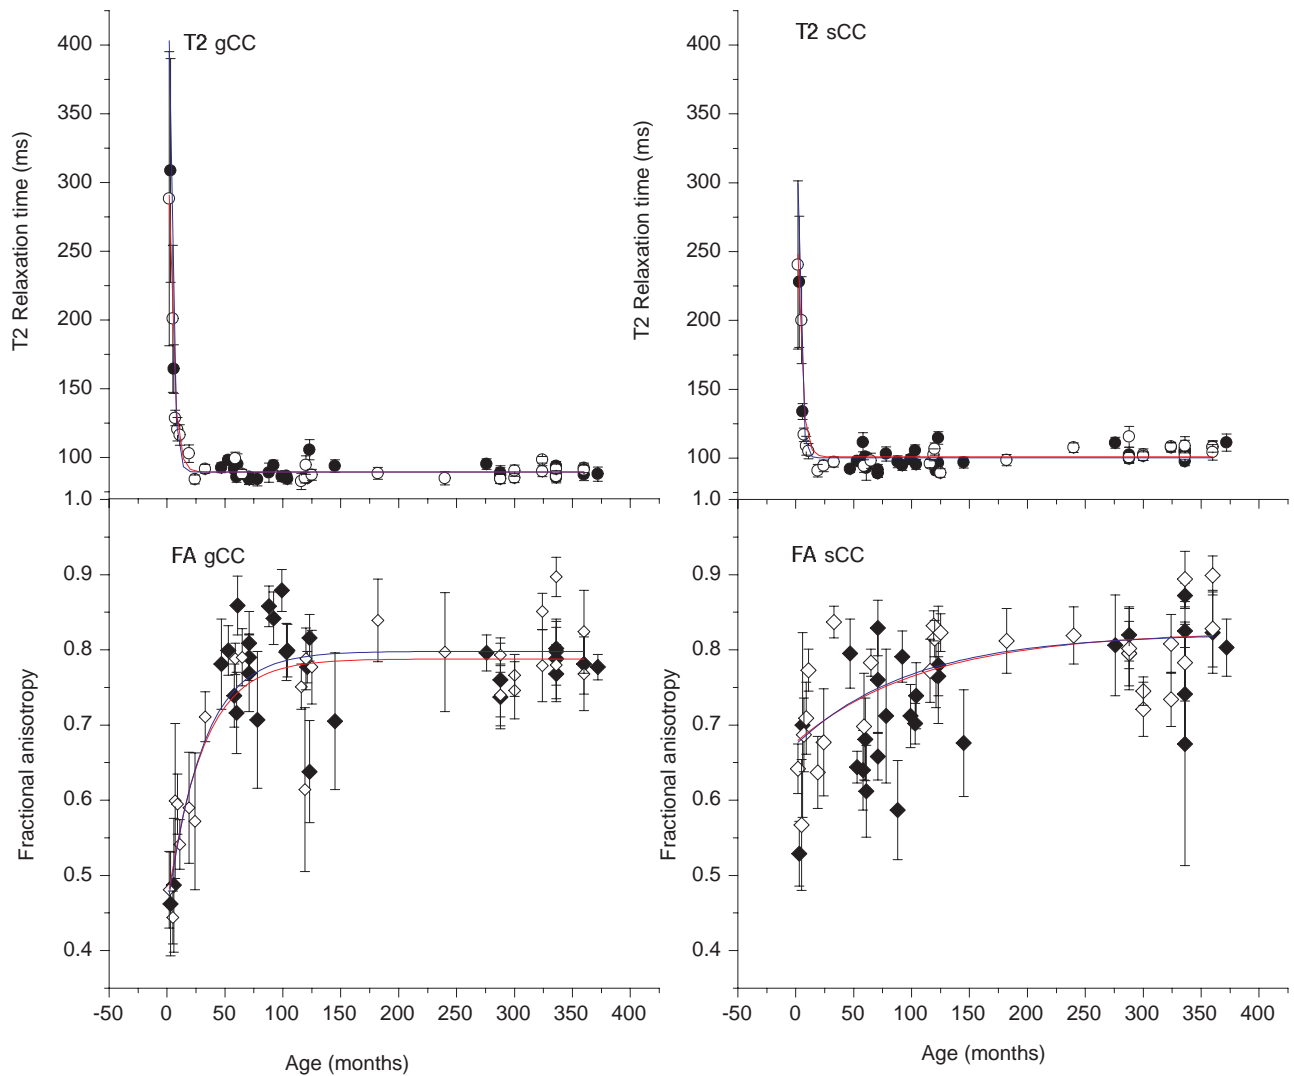 T2 gCC
400
350
300
250
200
150
100
1.0
T2 Relaxation time (ms)
T2 sCC
400
350
300
250
200
150
100
1.0
T2 Relaxation time (ms)
FA gCC
0.9
0.8
0.7
0.6
0.5
0.4
Fractional anisotropy
-50 0 50 100 150 200 250 300 350 400
Age (months)
FA sCC
0.9
0.8
0.7
0.6
0.5
0.4
Fractional anisotropy
-50 0 50 100 150 200 250 300 350 400
Age (months)